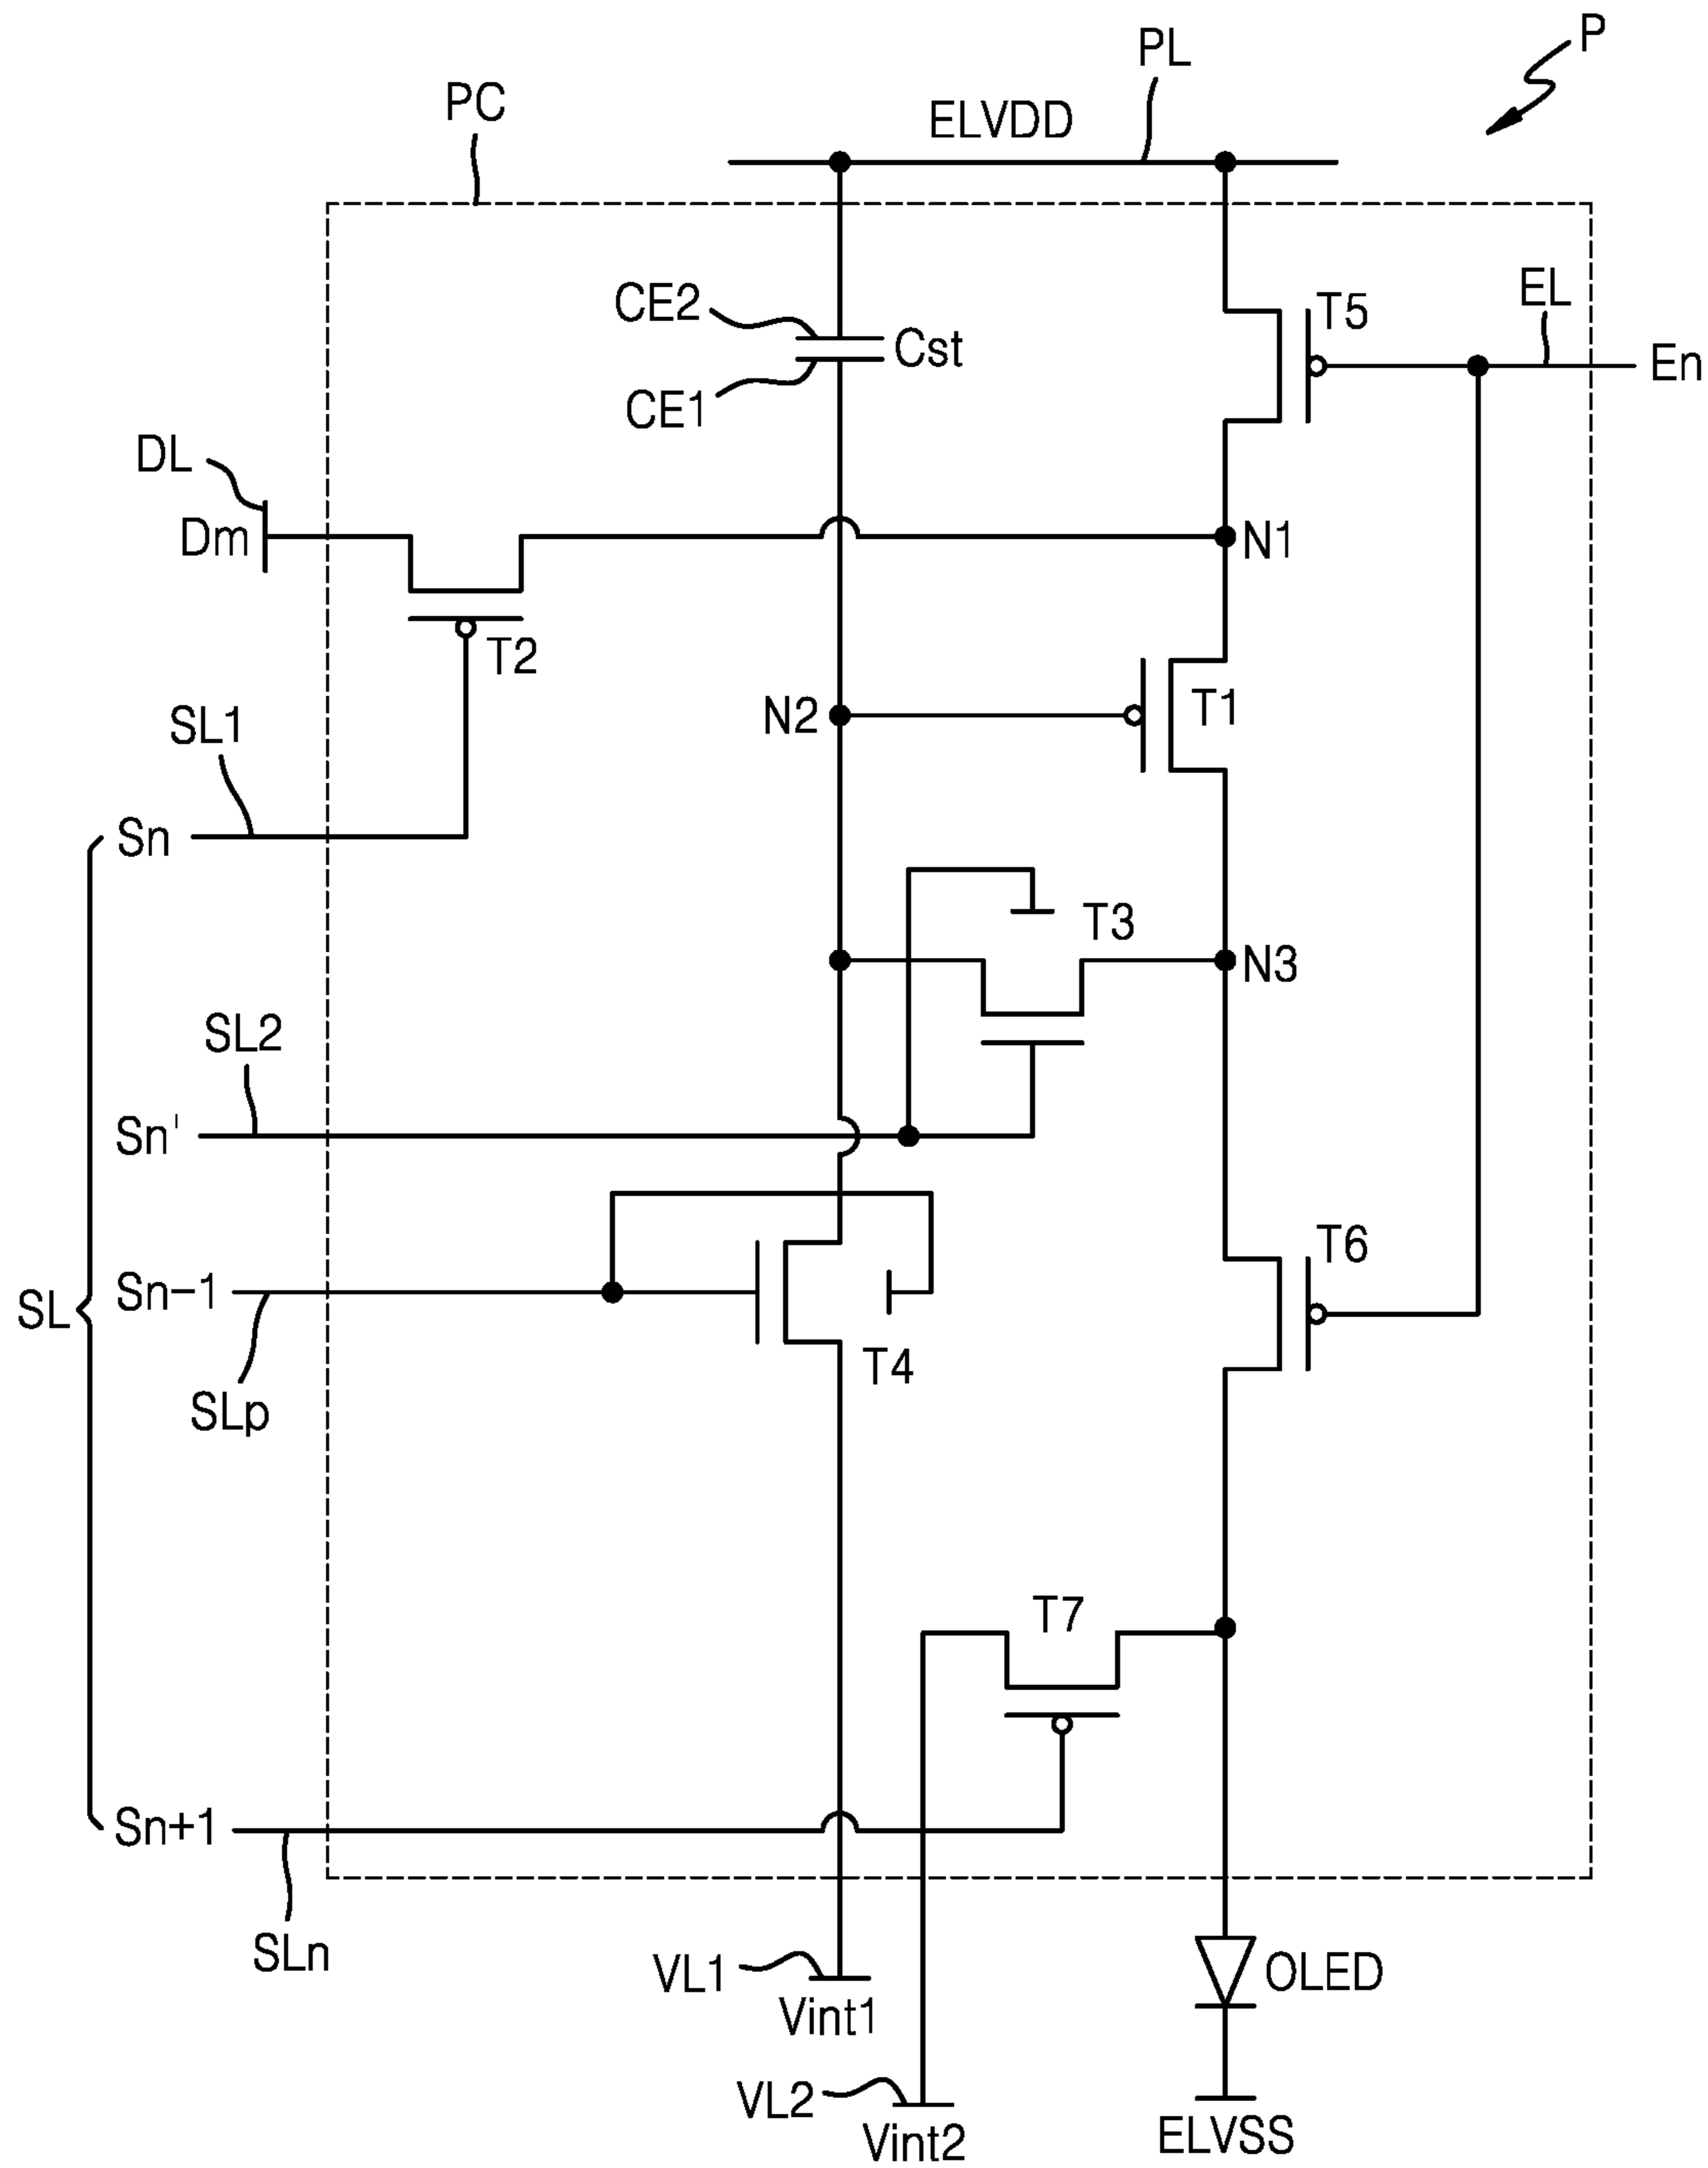 P
PL
PC
ELVDD
CE2
Cst
CE1
T5
EL
En
DL
Dm
N1
T2
N2
T1
SL1
Sn
T3
N3
SL2
Sn'
T6
SL
Sn-1
T4
SLp
T7
Sn+1
SLn
VL1
Vint1
OLED
VL2
Vint2
ELVSS